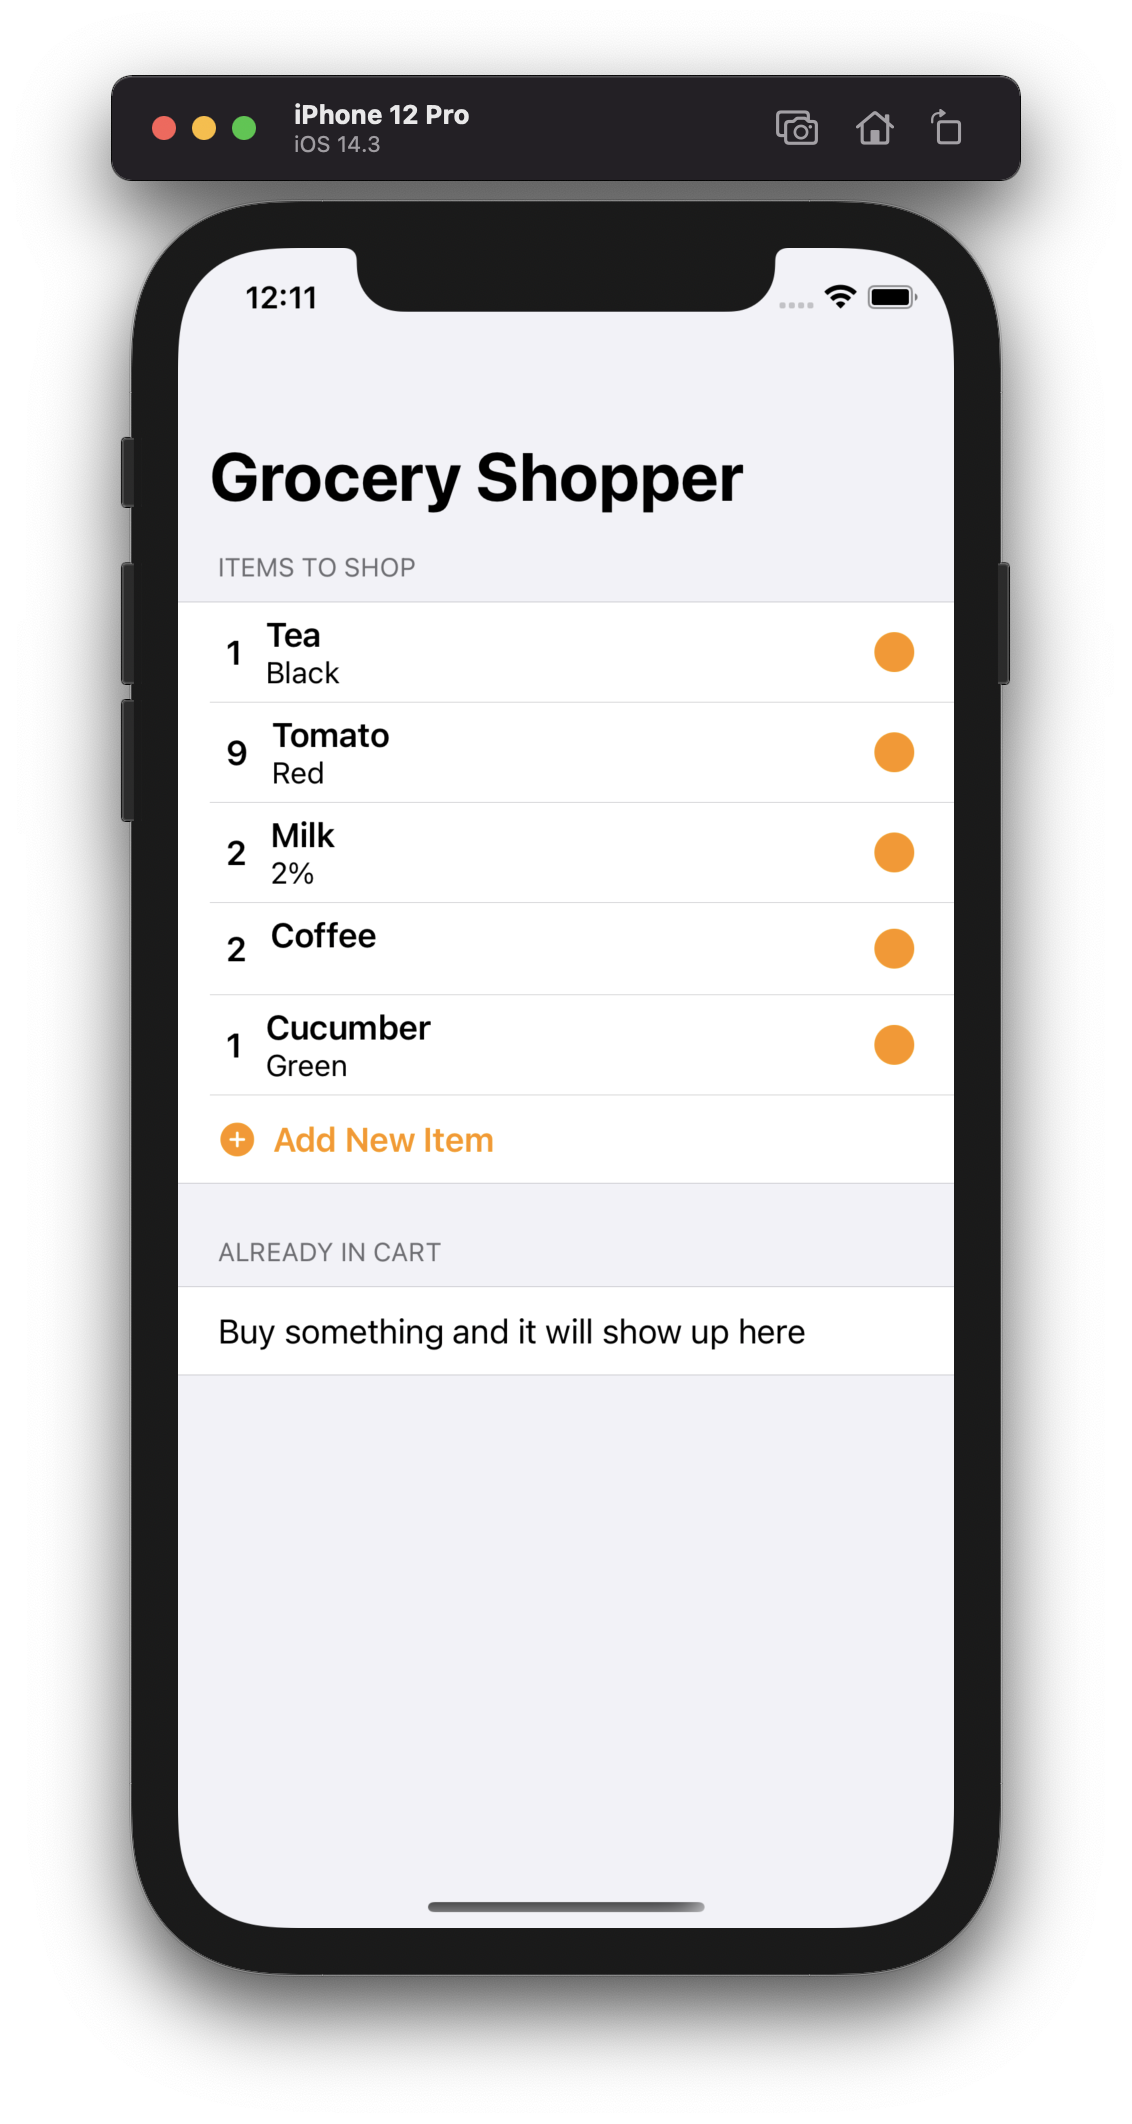 iPhone 12 Pro
iOS 14.3
12:11
Grocery Shopper
ITEMS TO SHOP
1 Tea
Black
9 Tomato
Red
2 Milk
2%
2 Coffee
1 Cucumber
Green
Add New Item
ALREADY IN CART
Buy something and it will show up here